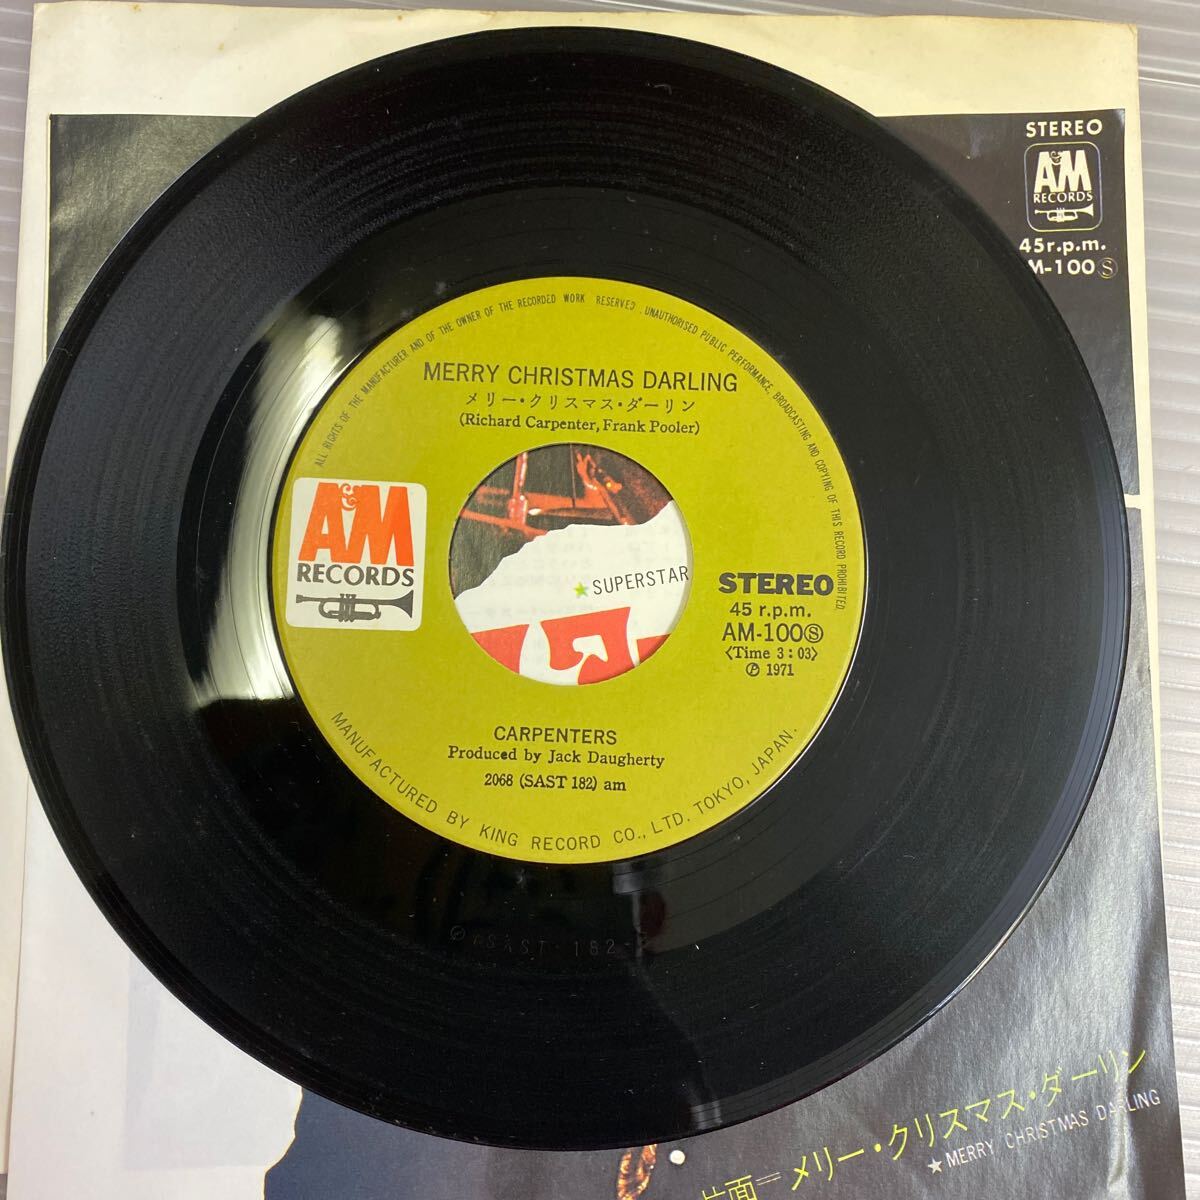 STEREO
A&M
RECORDS
45r.p.m.
M-100Ⓢ
ALL RIGHTS OF THE MANUFACTURER AND OF THE OWNER OF THE RECORDED WORK RESERVED. UNAUTHORISED PUBLIC PERFORMANCE, BROADCASTING AND COPYING OF THIS RECORD PROHIBITED.
MERRY CHRISTMAS DARLING
メリー・クリスマス・ダーリン
(Richard Carpenter, Frank Pooler)
A&M
RECORDS
★SUPERSTAR
STEREO
45 r.p.m.
AM-100Ⓢ
〈Time 3:03〉
Ⓟ 1971
CARPENTERS
Produced by Jack Daugherty
2068 (SAST 182) am
MANUFACTURED BY KING RECORD CO., LTD. TOKYO, JAPAN.
SAST-182
片面=メリー・クリスマス・ダーリン
★MERRY CHRISTMAS DARLING